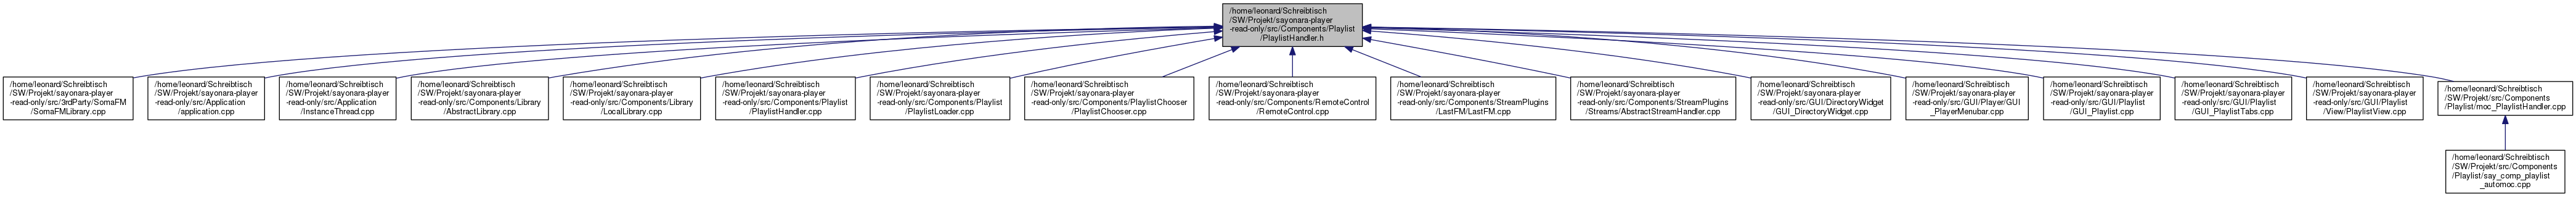 /home/leonard/Schreibtisch
/SW/Projekt/sayonara-player
-read-only/src/Components/Playlist
/PlaylistHandler.h
/home/leonard/Schreibtisch
/SW/Projekt/sayonara-player
-read-only/src/3rdParty/SomaFM
/SomaFMLibrary.cpp
/home/leonard/Schreibtisch
/SW/Projekt/sayonara-player
-read-only/src/Application
/application.cpp
/home/leonard/Schreibtisch
/SW/Projekt/sayonara-player
-read-only/src/Application
/InstanceThread.cpp
/home/leonard/Schreibtisch
/SW/Projekt/sayonara-player
-read-only/src/Components/Library
/AbstractLibrary.cpp
/home/leonard/Schreibtisch
/SW/Projekt/sayonara-player
-read-only/src/Components/Library
/LocalLibrary.cpp
/home/leonard/Schreibtisch
/SW/Projekt/sayonara-player
-read-only/src/Components/Playlist
/PlaylistHandler.cpp
/home/leonard/Schreibtisch
/SW/Projekt/sayonara-player
-read-only/src/Components/Playlist
/PlaylistLoader.cpp
/home/leonard/Schreibtisch
/SW/Projekt/sayonara-player
-read-only/src/Components/PlaylistChooser
/PlaylistChooser.cpp
/home/leonard/Schreibtisch
/SW/Projekt/sayonara-player
-read-only/src/Components/RemoteControl
/RemoteControl.cpp
/home/leonard/Schreibtisch
/SW/Projekt/sayonara-player
-read-only/src/Components/StreamPlugins
/LastFM/LastFM.cpp
/home/leonard/Schreibtisch
/SW/Projekt/sayonara-player
-read-only/src/Components/StreamPlugins
/Streams/AbstractStreamHandler.cpp
/home/leonard/Schreibtisch
/SW/Projekt/sayonara-player
-read-only/src/GUI/DirectoryWidget
/GUI_DirectoryWidget.cpp
/home/leonard/Schreibtisch
/SW/Projekt/sayonara-player
-read-only/src/GUI/Player/GUI
_PlayerMenubar.cpp
/home/leonard/Schreibtisch
/SW/Projekt/sayonara-player
-read-only/src/GUI/Playlist
/GUI_Playlist.cpp
/home/leonard/Schreibtisch
/SW/Projekt/sayonara-player
-read-only/src/GUI/Playlist
/GUI_PlaylistTabs.cpp
/home/leonard/Schreibtisch
/SW/Projekt/sayonara-player
-read-only/src/GUI/Playlist
/View/PlaylistView.cpp
/home/leonard/Schreibtisch
/SW/Projekt/src/Components
/Playlist/moc_PlaylistHandler.cpp
/home/leonard/Schreibtisch
/SW/Projekt/src/Components
/Playlist/say_comp_playlist
_automoc.cpp